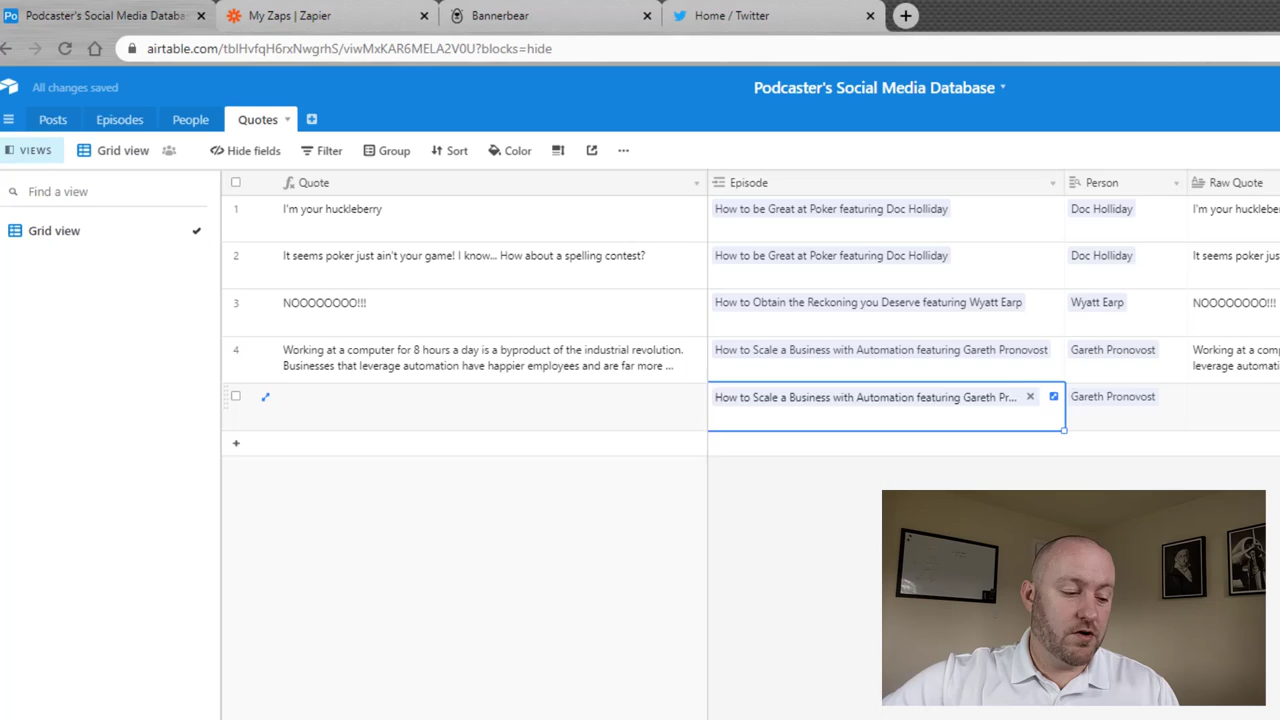 Po Podcaster's Social Media Databa
My Zaps | Zapier
Bannerbear
Home / Twitter
airtable.com/tblHvfqH6rxNwgrhS/viwMxKAR6MELA2V0U?blocks=hide
All changes saved
Podcaster's Social Media Database
Posts
Episodes
People
Quotes
VIEWS
Grid view
Hide fields
Filter
Group
Sort
Color
Find a view
Grid view
Quote
Episode
Person
Raw Quote
1
I'm your huckleberry
How to be Great at Poker featuring Doc Holliday
Doc Holliday
I'm your huckleber
2
It seems poker just ain't your game! I know... How about a spelling contest?
How to be Great at Poker featuring Doc Holliday
Doc Holliday
It seems poker jus
3
NOOOOOOOO!!!
How to Obtain the Reckoning you Deserve featuring Wyatt Earp
Wyatt Earp
NOOOOOOOO!!!
4
Working at a computer for 8 hours a day is a byproduct of the industrial revolution.
Businesses that leverage automation have happier employees and are far more ...
How to Scale a Business with Automation featuring Gareth Pronovost
Gareth Pronovost
Working at a comp
leverage automati
How to Scale a Business with Automation featuring Gareth Pr...
Gareth Pronovost